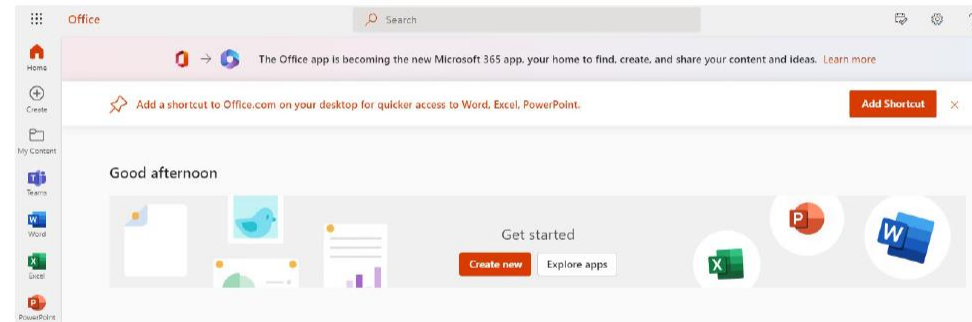 Office
Search
The Office app is becoming the new Microsoft 365 app. your home to find, create, and share your content and ideas. Learn more
Add a shortcut to Office.com on your desktop for quicker access to Word, Excel, PowerPoint.
Add Shortcut
Home
Create
My Content
Teams
Word
Excel
PowerPoint
Good afternoon
Get started
Create new
Explore apps